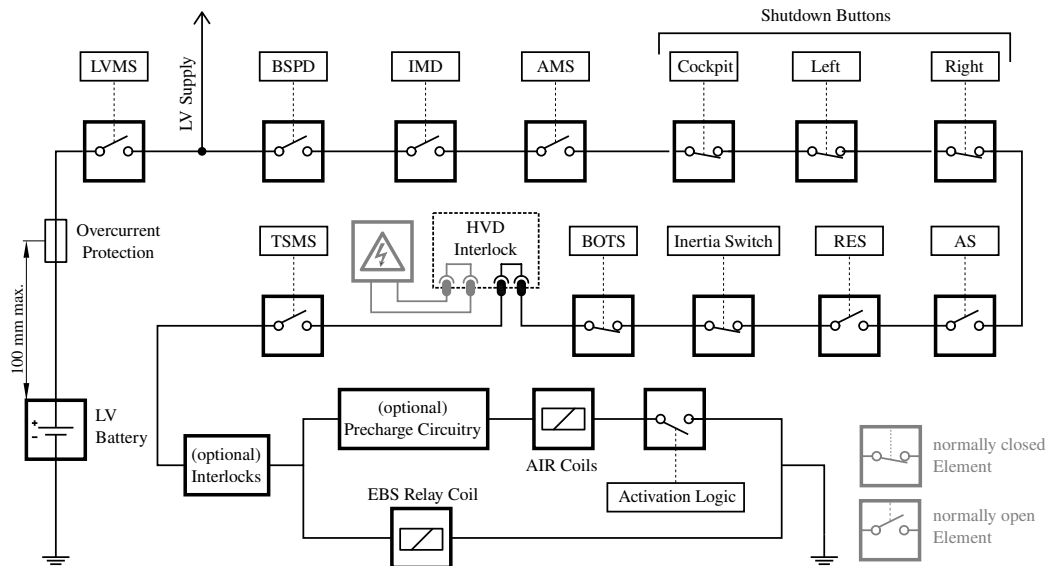 Shutdown Buttons
LVMS
BSPD
IMD
AMS
Cockpit
Left
Right
LV Supply
Overcurrent
Protection
TSMS
HVD
Interlock
BOTS
Inertia Switch
RES
AS
100 mm max.
+
-
LV
Battery
(optional)
Interlocks
(optional)
Precharge Circuitry
AIR Coils
Activation Logic
EBS Relay Coil
normally closed
Element
normally open
Element